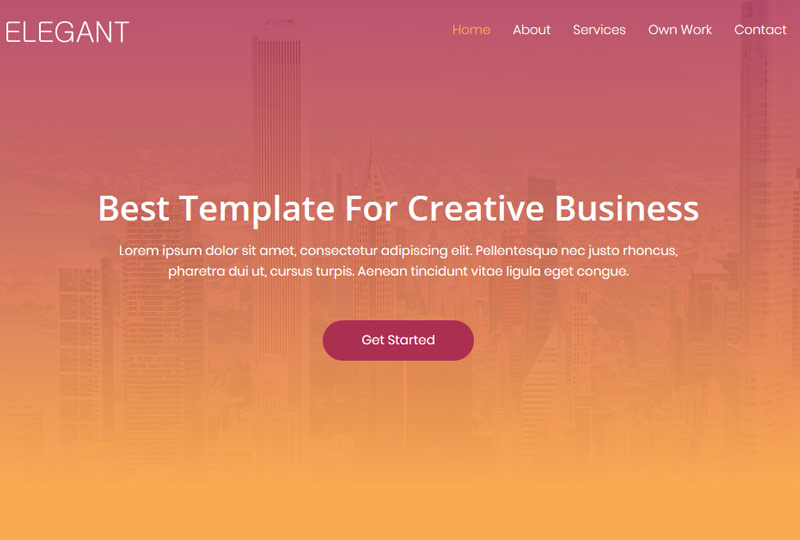 ELEGANT
Home About Services Own Work Contact
Best Template For Creative Business
Lorem ipsum dolor sit amet, consectetur adipiscing elit. Pellentesque nec justo rhoncus,
pharetra dui ut, cursus turpis. Aenean tincidunt vitae ligula eget congue.
Get Started